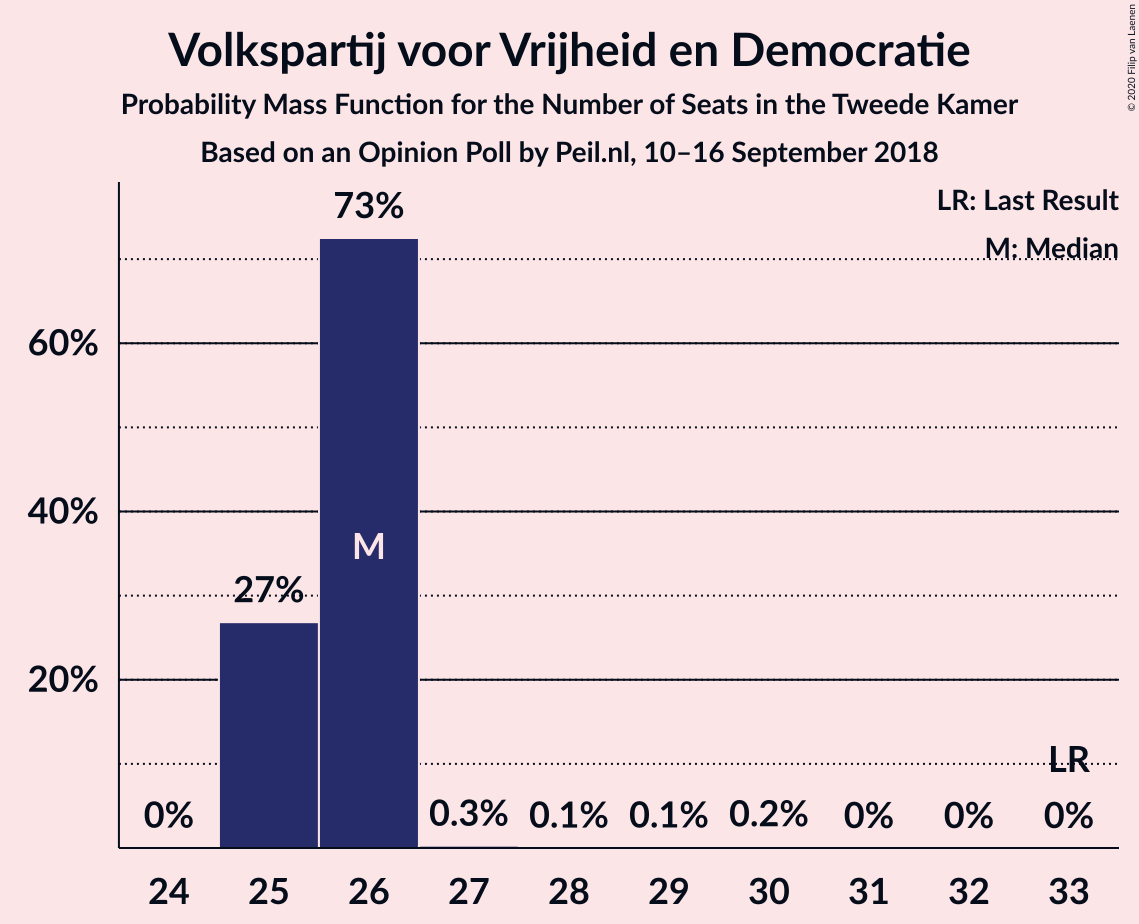 Volkspartij voor Vrijheid en Democratie
Probability Mass Function for the Number of Seats in the Tweede Kamer
Based on an Opinion Poll by Peil.nl, 10–16 September 2018
© 2020 Filip van Laenen
LR: Last Result
M: Median
73%
60%
40%
M
27%
20%
LR
0%
0.3%
0.1%
0.1%
0.2%
0%
0%
0%
24
25
26
27
28
29
30
31
32
33